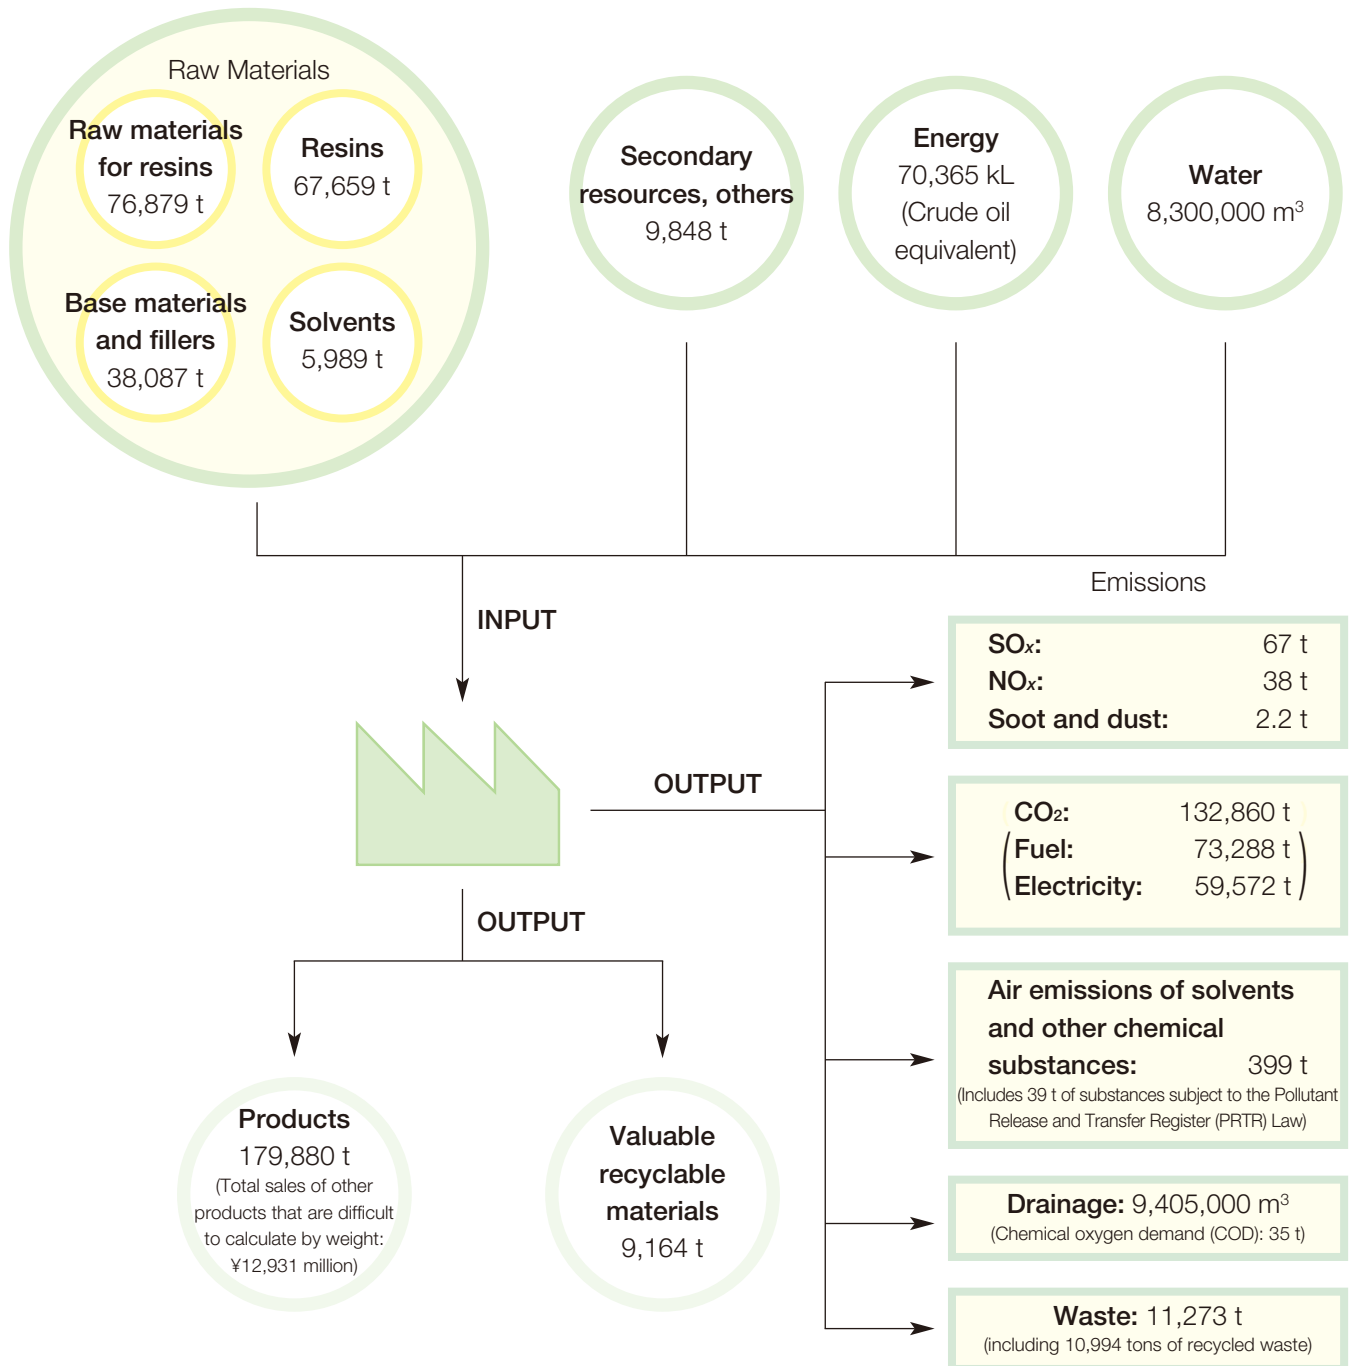 Raw Materials
Raw materials
for resins
76,879 t
Resins
67,659 t
Base materials
and fillers
38,087 t
Solvents
5,989 t
Secondary
resources, others
9,848 t
Energy
70,365 kL
(Crude oil
equivalent)
Water
8,300,000 m³
INPUT
Emissions
SOx: 67 t
NOx: 38 t
Soot and dust: 2.2 t
OUTPUT
CO₂: 132,860 t
(Fuel: 73,288 t
Electricity: 59,572 t)
Air emissions of solvents
and other chemical
substances: 399 t
(Includes 39 t of substances subject to the Pollutant
Release and Transfer Register (PRTR) Law)
Drainage: 9,405,000 m³
(Chemical oxygen demand (COD): 35 t)
Waste: 11,273 t
(including 10,994 tons of recycled waste)
OUTPUT
Products
179,880 t
(Total sales of other
products that are difficult
to calculate by weight:
¥12,931 million)
Valuable
recyclable
materials
9,164 t